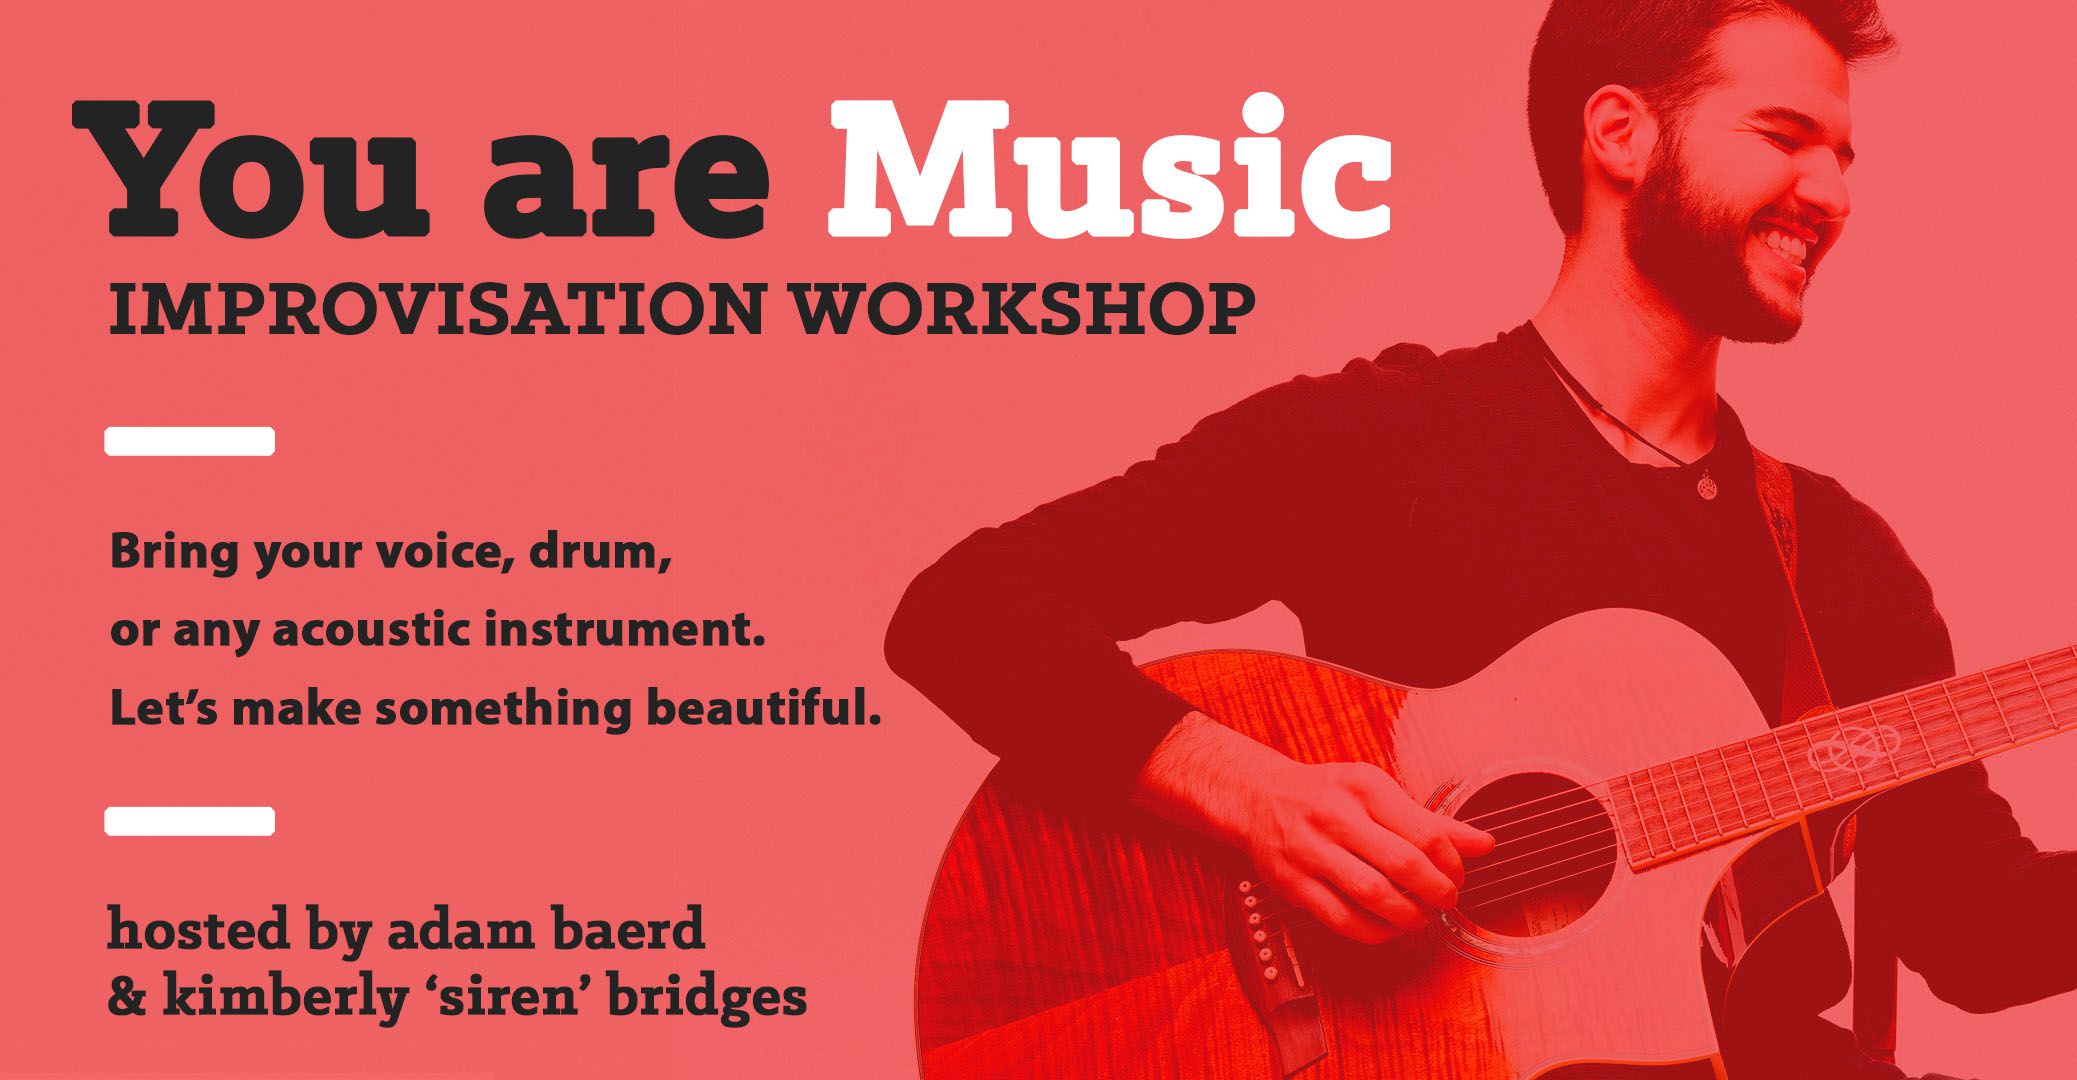 You are Music
IMPROVISATION WORKSHOP
Bring your voice, drum,
or any acoustic instrument.
Let’s make something beautiful.
hosted by adam baerd
& kimberly ‘siren’ bridges